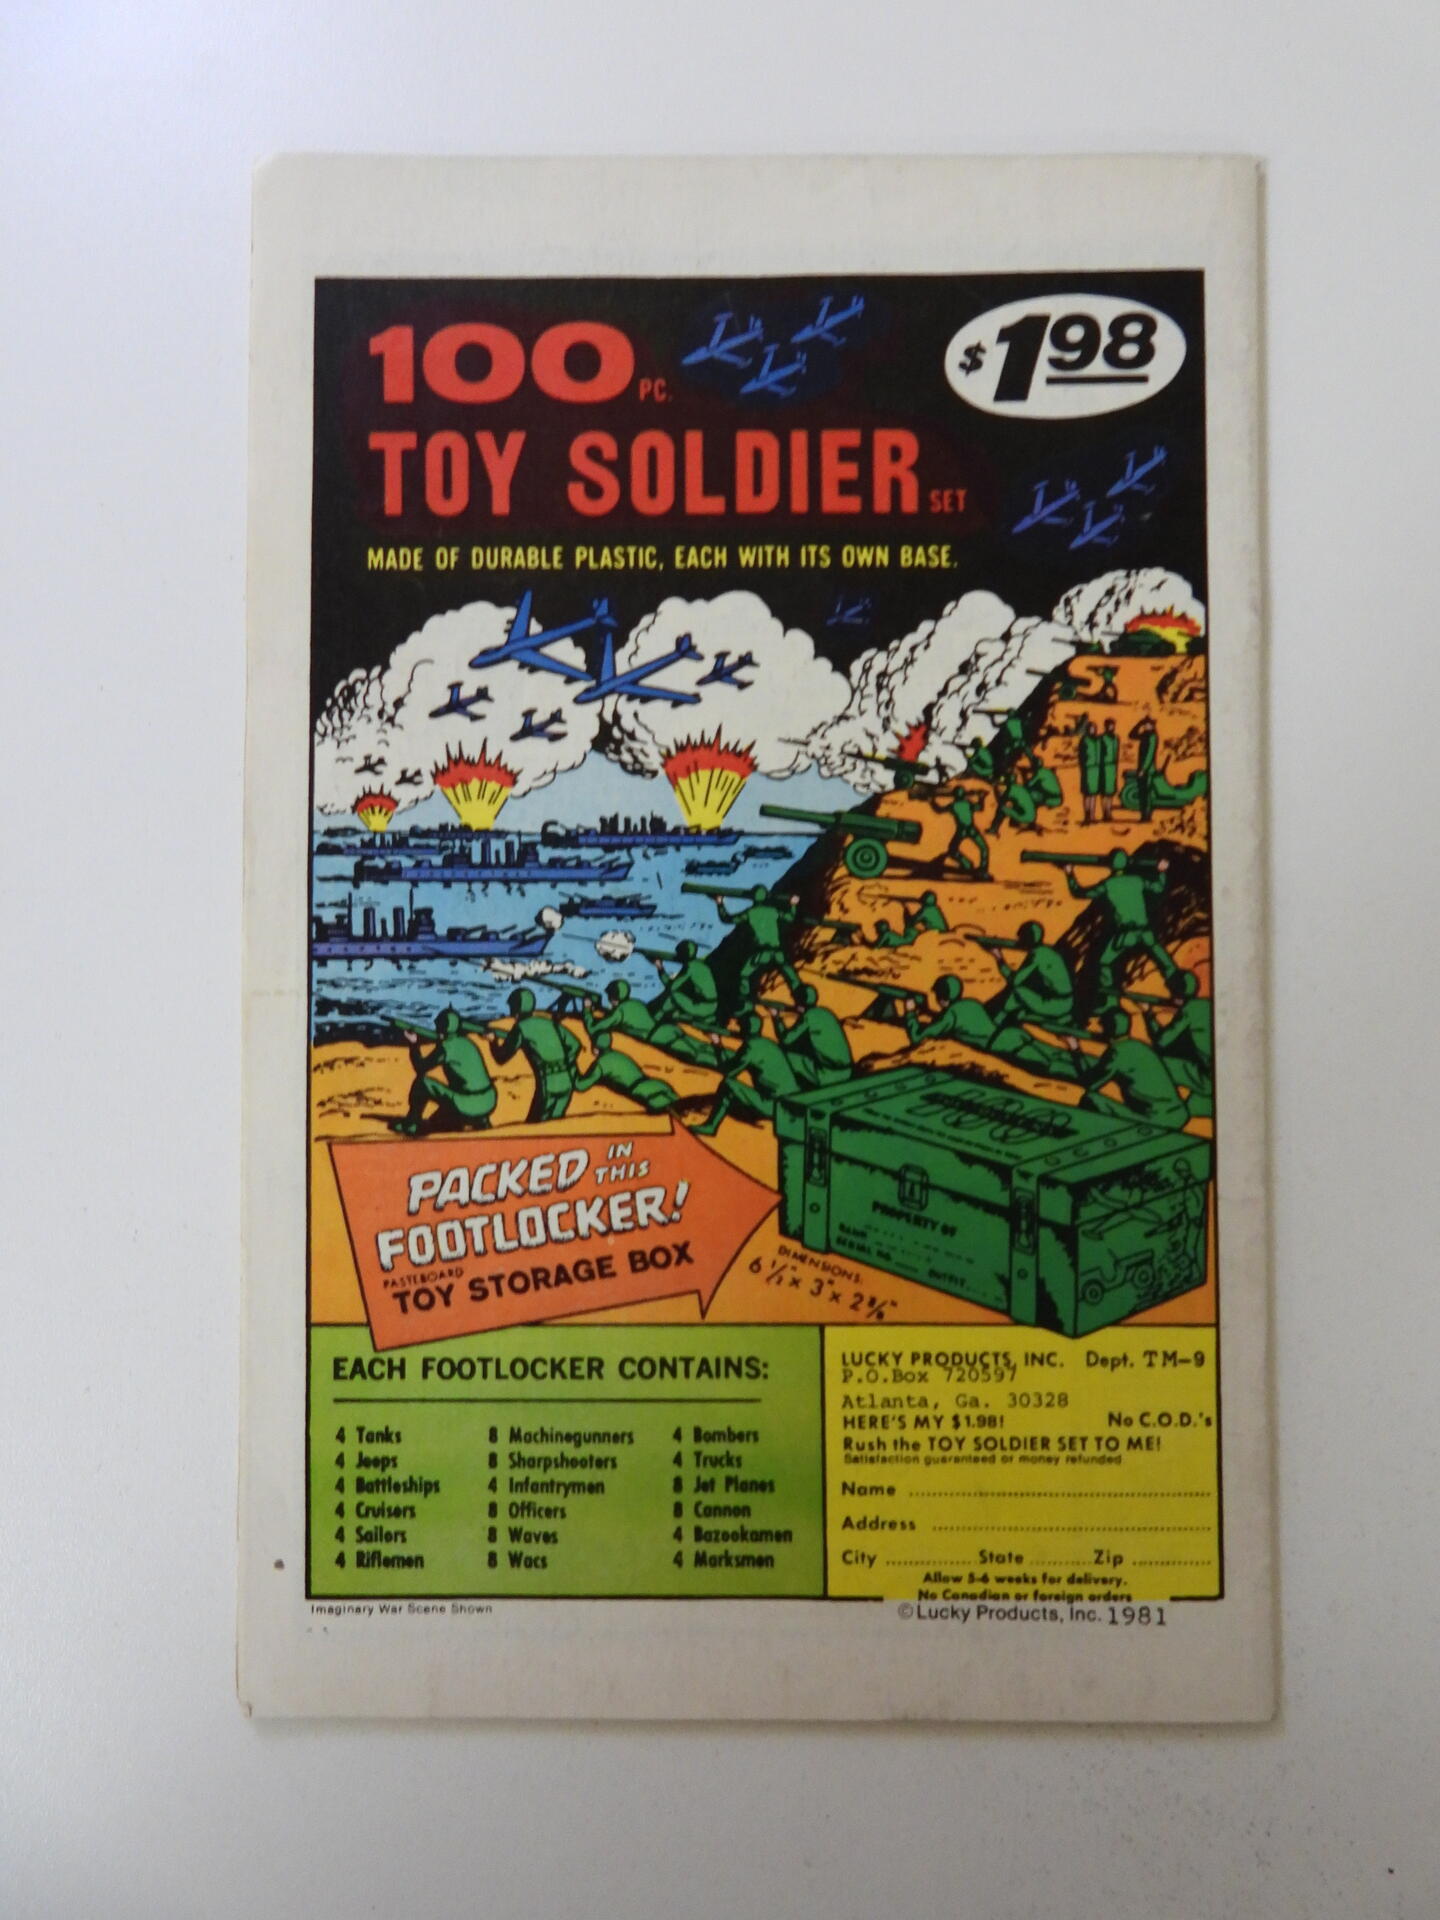 100 PC.
$1.98
TOY SOLDIER SET
MADE OF DURABLE PLASTIC, EACH WITH ITS OWN BASE.
PACKED IN THIS
FOOTLOCKER!
PASTEBOARD
TOY STORAGE BOX
PROPERTY OF
SERIAL NO.
OUTFIT
DIMENSIONS:
6 1/2" x 3" x 2 3/8"
EACH FOOTLOCKER CONTAINS:
4 Tanks
4 Jeeps
4 Battleships
4 Cruisers
4 Sailors
4 Riflemen
8 Machinegunners
8 Sharpshooters
4 Infantrymen
8 Officers
8 Waves
8 Wacs
4 Bombers
4 Trucks
8 Jet Planes
8 Cannon
4 Bazookamen
4 Marksmen
LUCKY PRODUCTS, INC. Dept. TM-9
P.O.Box 720597
Atlanta, Ga. 30328
HERE'S MY $1.98! No C.O.D.'s
Rush the TOY SOLDIER SET TO ME!
Satisfaction guaranteed or money refunded
Name
Address
City State Zip
Allow 5-6 weeks for delivery.
No Canadian or foreign orders
Imaginary War Scene Shown
©Lucky Products, Inc. 1981